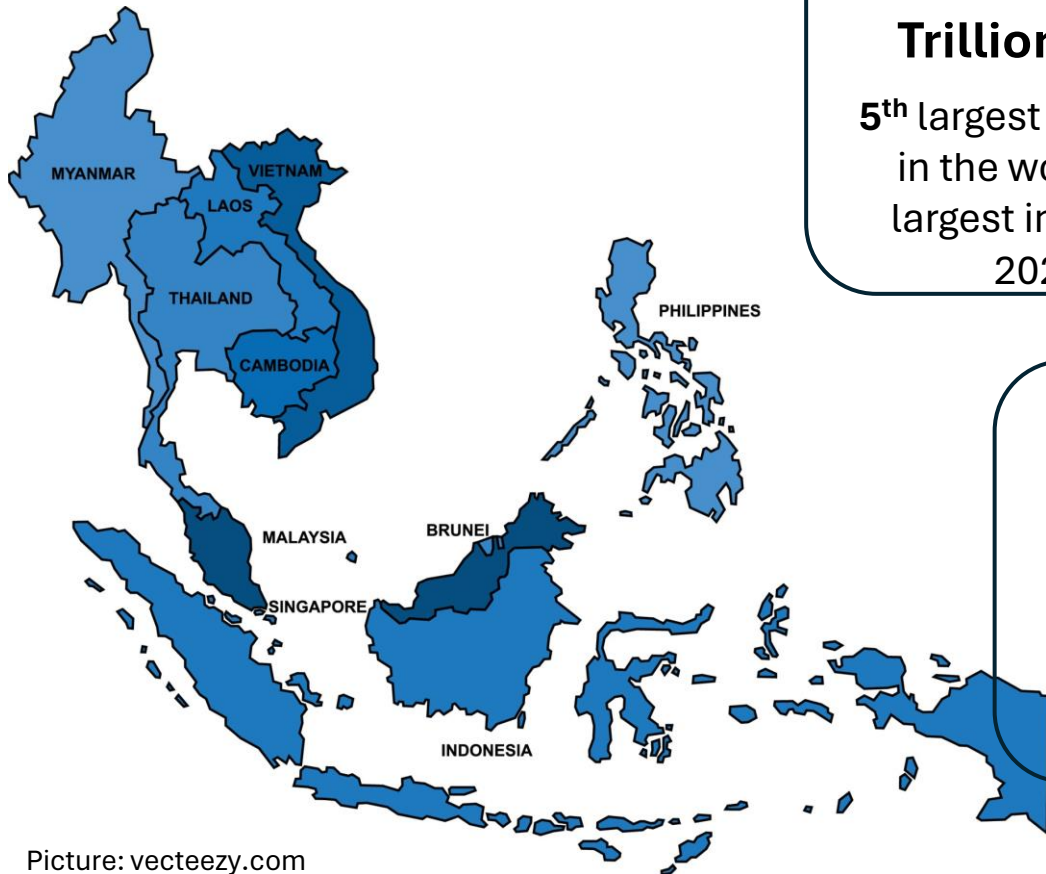 Trillion
5th largest
in the wo
largest in
202
MYANMAR
VIETNAM
LAOS
THAILAND
CAMBODIA
PHILIPPINES
MALAYSIA
BRUNEI
SINGAPORE
INDONESIA
Picture: vecteezy.com